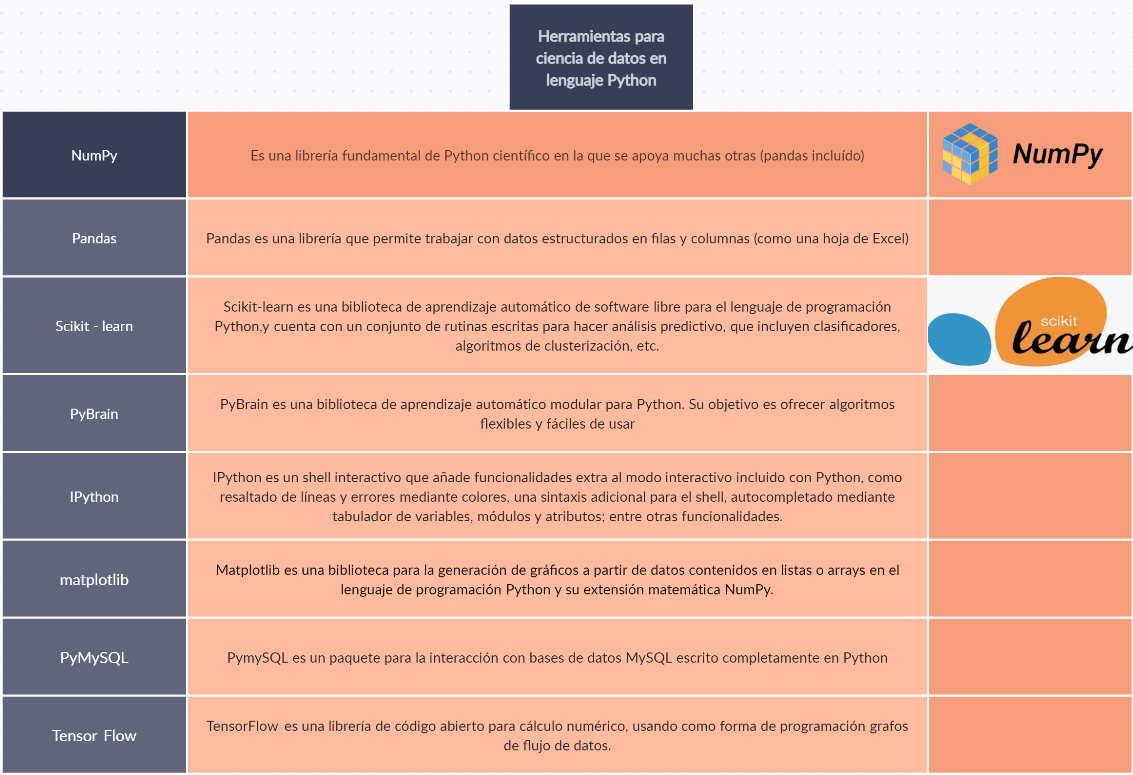 Herramientas para
ciencia de datos en
lenguaje Python
NumPy
Es una librería fundamental de Python científico en la que se apoya muchas otras (pandas incluído)
NumPy
Pandas
Pandas es una librería que permite trabajar con datos estructurados en filas y columnas (como una hoja de Excel)
Scikit - learn
Scikit-learn es una biblioteca de aprendizaje automático de software libre para el lenguaje de programación
Python,y cuenta con un conjunto de rutinas escritas para hacer análisis predictivo, que incluyen clasificadores,
algoritmos de clusterización, etc.
scikit
learn
PyBrain
PyBrain es una biblioteca de aprendizaje automático modular para Python. Su objetivo es ofrecer algoritmos
flexibles y fáciles de usar
IPython
IPython es un shell interactivo que añade funcionalidades extra al modo interactivo incluido con Python, como
resaltado de líneas y errores mediante colores, una sintaxis adicional para el shell, autocompletado mediante
tabulador de variables, módulos y atributos; entre otras funcionalidades.
matplotlib
Matplotlib es una biblioteca para la generación de gráficos a partir de datos contenidos en listas o arrays en el
lenguaje de programación Python y su extensión matemática NumPy.
PyMySQL
PymySQL es un paquete para la interacción con bases de datos MySQL escrito completamente en Python
Tensor Flow
TensorFlow es una librería de código abierto para cálculo numérico, usando como forma de programación grafos
de flujo de datos.